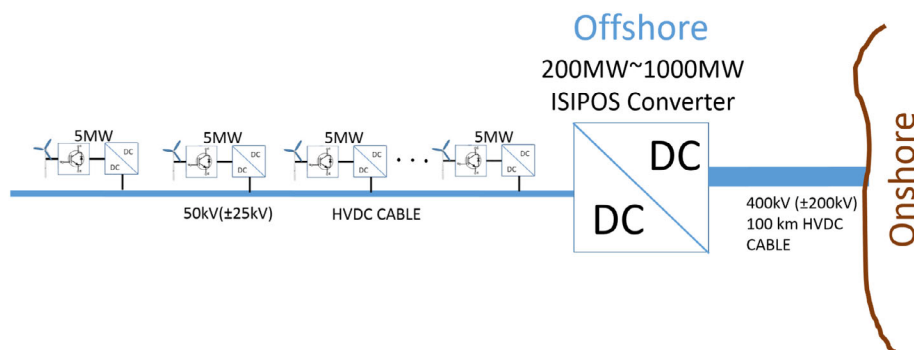 Offshore
200MW~1000MW
ISIPOS Converter
5MW
5MW
5MW
5MW
DC
DC
DC
DC
DC
DC
DC
DC
...
DC
DC
50kV(±25kV)
HVDC CABLE
400kV (±200kV)
100 km HVDC
CABLE
Onshore